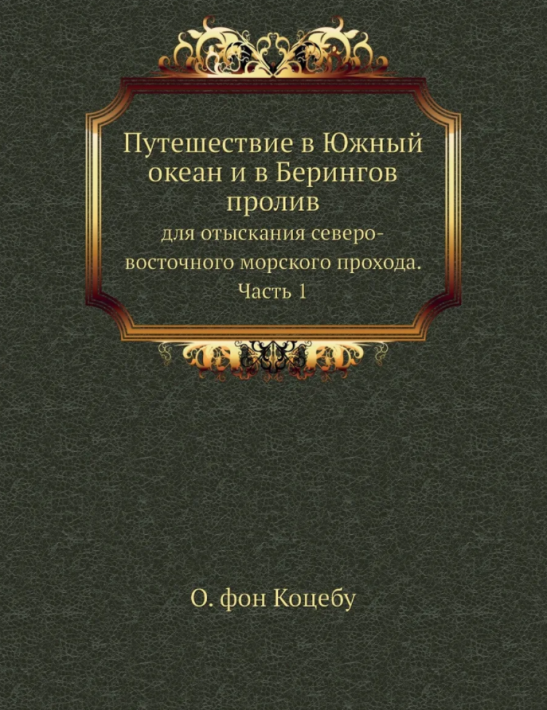 Путешествие в Южный
океан и в Берингов
пролив
для отыскания северо-
восточного морского прохода.
Часть 1
О. фон Коцебу